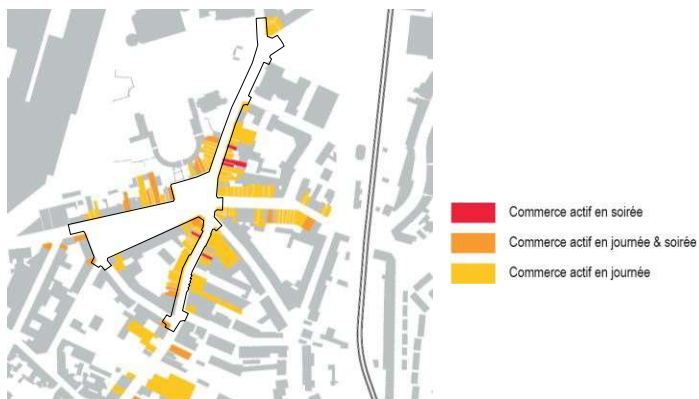 Commerce actif en soirée
Commerce actif en journée & soirée
Commerce actif en journée